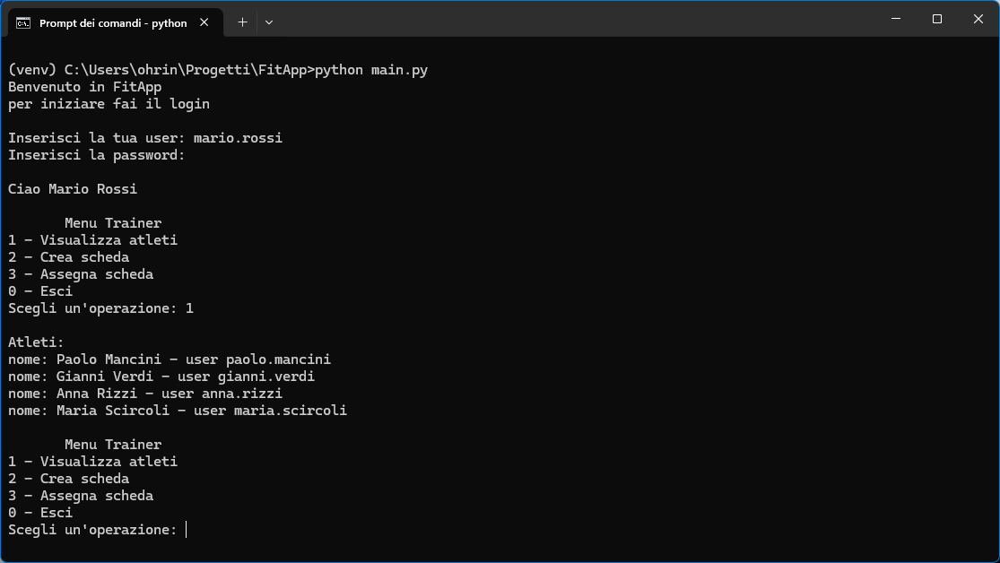 Prompt dei comandi - python
(venv) C:\Users\ohrin\Progetti\FitApp>python main.py
Benvenuto in FitApp
per iniziare fai il login
Inserisci la tua user: mario.rossi
Inserisci la password:
Ciao Mario Rossi
Menu Trainer
1 - Visualizza atleti
2 - Crea scheda
3 - Assegna scheda
0 - Esci
Scegli un'operazione: 1
Atleti:
nome: Paolo Mancini - user paolo.mancini
nome: Gianni Verdi - user gianni.verdi
nome: Anna Rizzi - user anna.rizzi
nome: Maria Scircoli - user maria.scircoli
Menu Trainer
1 - Visualizza atleti
2 - Crea scheda
3 - Assegna scheda
0 - Esci
Scegli un'operazione: